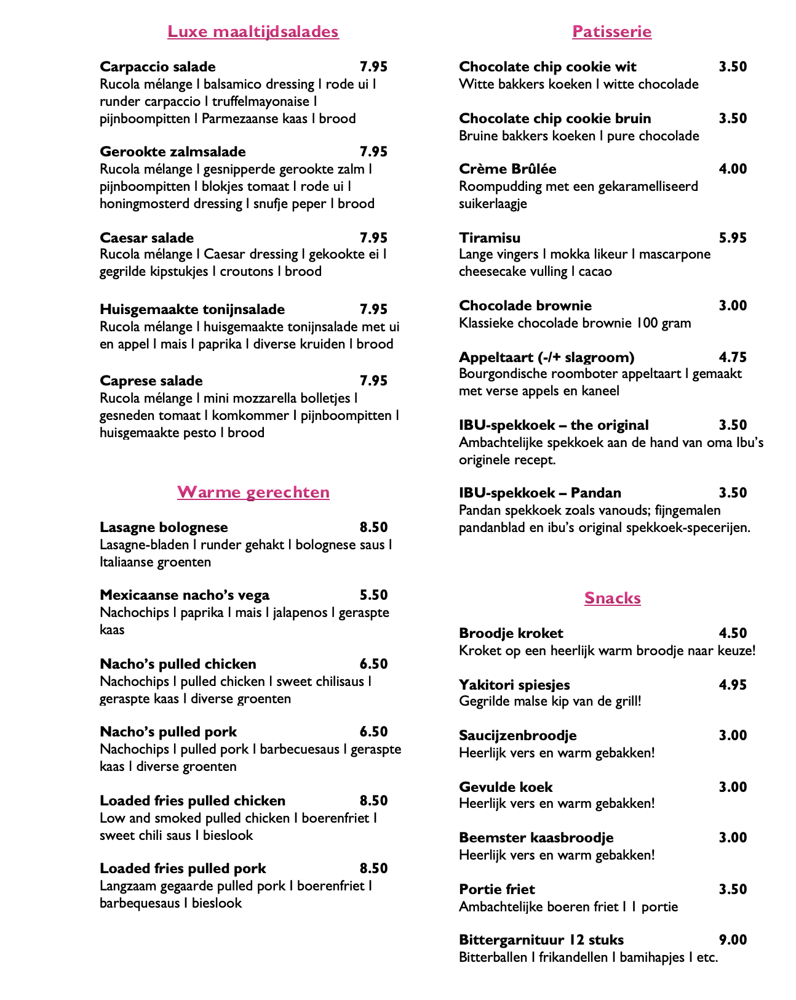 Luxe maaltijdsalades
Carpaccio salade 7.95
Rucola mélange l balsamico dressing l rode ui l
runder carpaccio l truffelmayonaise l
pijnboompitten l Parmezaanse kaas l brood
Gerookte zalmsalade 7.95
Rucola mélange l gesnipperde gerookte zalm l
pijnboompitten l blokjes tomaat l rode ui l
honingmosterd dressing l snufje peper l brood
Caesar salade 7.95
Rucola mélange l Caesar dressing l gekookte ei l
gegrilde kipstukjes l croutons l brood
Huisgemaakte tonijnsalade 7.95
Rucola mélange l huisgemaakte tonijnsalade met ui
en appel l mais l paprika l diverse kruiden l brood
Caprese salade 7.95
Rucola mélange l mini mozzarella bolletjes l
gesneden tomaat l komkommer l pijnboompitten l
huisgemaakte pesto l brood
Warme gerechten
Lasagne bolognese 8.50
Lasagne-bladen l runder gehakt l bolognese saus l
Italiaanse groenten
Mexicaanse nacho’s vega 5.50
Nachochips l paprika l mais l jalapenos l geraspte
kaas
Nacho’s pulled chicken 6.50
Nachochips l pulled chicken l sweet chilisaus l
geraspte kaas l diverse groenten
Nacho’s pulled pork 6.50
Nachochips l pulled pork l barbecuesaus l geraspte
kaas l diverse groenten
Loaded fries pulled chicken 8.50
Low and smoked pulled chicken l boerenfriet l
sweet chili saus l bieslook
Loaded fries pulled pork 8.50
Langzaam gegaarde pulled pork l boerenfriet l
barbequesaus l bieslook
Patisserie
Chocolate chip cookie wit 3.50
Witte bakkers koeken l witte chocolade
Chocolate chip cookie bruin 3.50
Bruine bakkers koeken l pure chocolade
Crème Brûlée 4.00
Roompudding met een gekaramelliseerd
suikerlaagje
Tiramisu 5.95
Lange vingers l mokka likeur l mascarpone
cheesecake vulling l cacao
Chocolade brownie 3.00
Klassieke chocolade brownie 100 gram
Appeltaart (-/+ slagroom) 4.75
Bourgondische roomboter appeltaart l gemaakt
met verse appels en kaneel
IBU-spekkoek – the original 3.50
Ambachtelijke spekkoek aan de hand van oma Ibu’s
originele recept.
IBU-spekkoek – Pandan 3.50
Pandan spekkoek zoals vanouds; fijngemalen
pandanblad en ibu’s original spekkoek-specerijen.
Snacks
Broodje kroket 4.50
Kroket op een heerlijk warm broodje naar keuze!
Yakitori spiesjes 4.95
Gegrilde malse kip van de grill!
Saucijzenbroodje 3.00
Heerlijk vers en warm gebakken!
Gevulde koek 3.00
Heerlijk vers en warm gebakken!
Beemster kaasbroodje 3.00
Heerlijk vers en warm gebakken!
Portie friet 3.50
Ambachtelijke boeren friet l 1 portie
Bittergarnituur 12 stuks 9.00
Bitterballen l frikandellen l bamihapjes l etc.